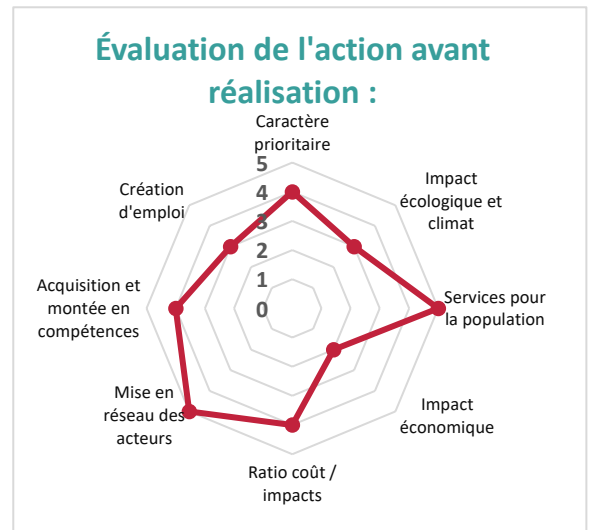 Évaluation de l'action avant
réalisation :
Caractère
prioritaire
Impact
écologique et
climat
Services pour
la population
Impact
économique
Ratio coût /
impacts
Mise en
réseau des
acteurs
Acquisition et
montée en
compétences
Création
d'emploi
5
4
3
2
1
0